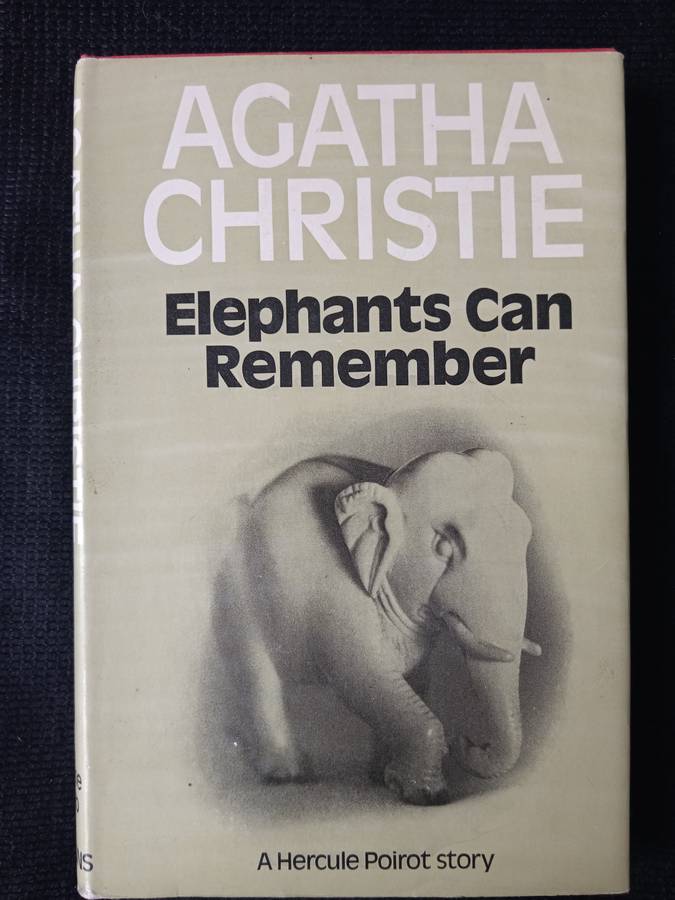 AGATHA
CHRISTIE
Elephants Can
Remember
A Hercule Poirot story